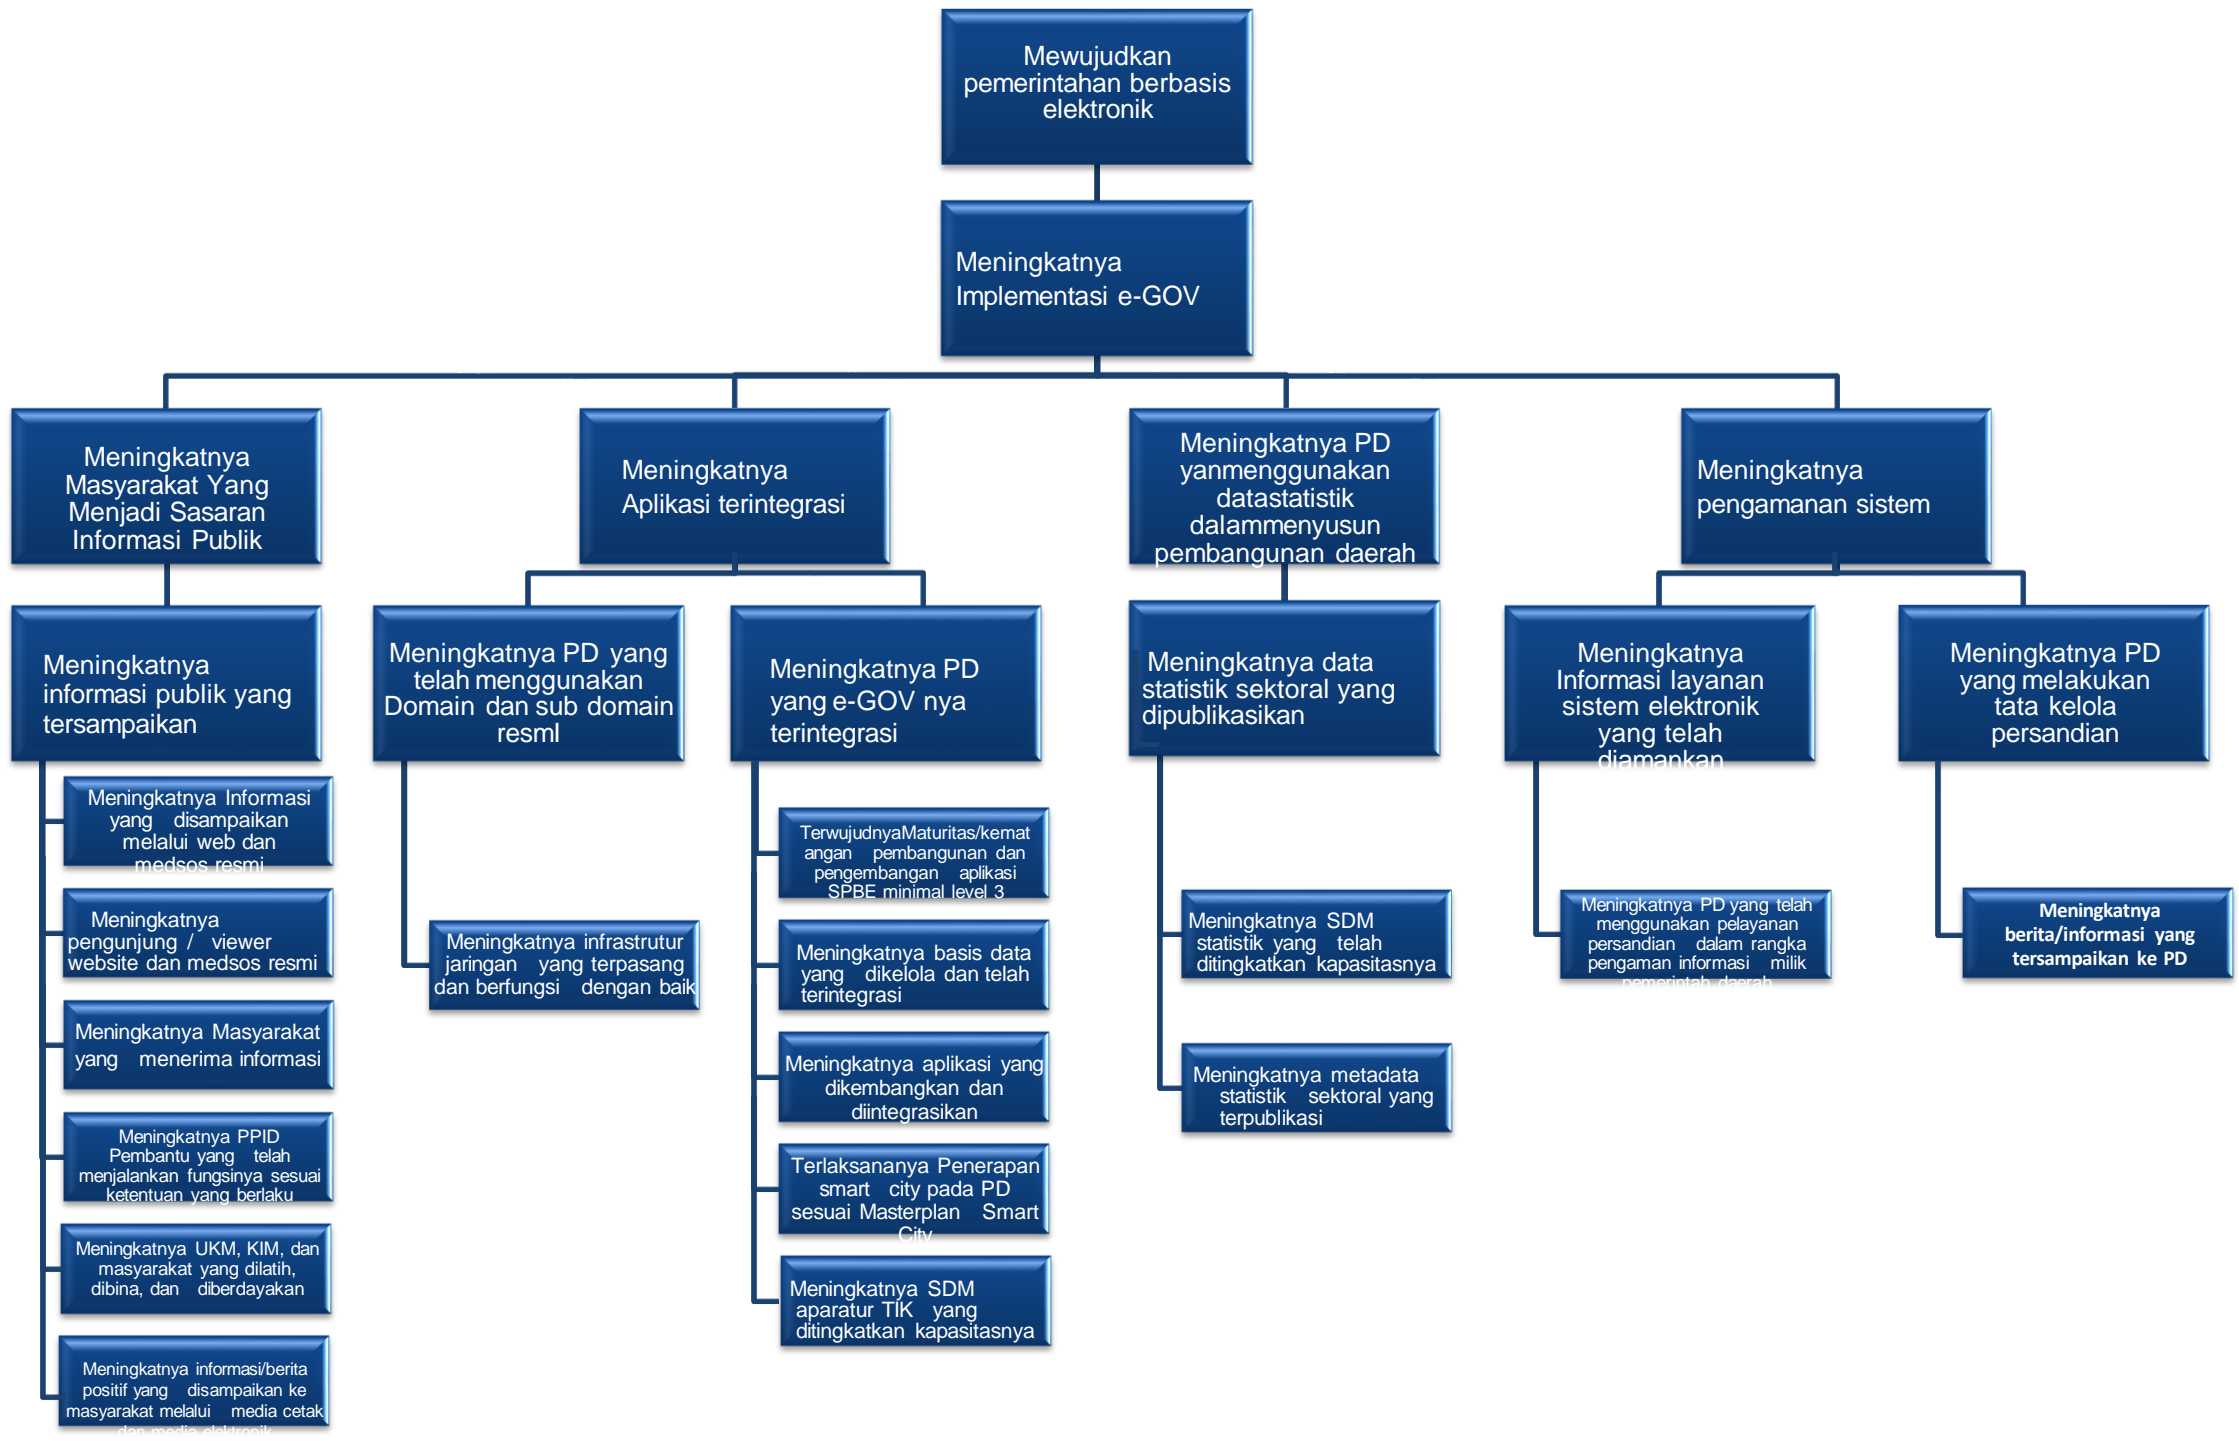 Mewujudkan
pemerintahan berbasis
elektronik
Meningkatnya
Implementasi e-GOV
Meningkatnya
Masyarakat Yang
Menjadi Sasaran
Informasi Publik
Meningkatnya
Aplikasi terintegrasi
Meningkatnya PD
yanmenggunakan
datastatistik
dalammenyusun
pembangunan daerah
Meningkatnya
pengamanan sistem
Meningkatnya
informasi publik yang
tersampaikan
Meningkatnya PD yang
telah menggunakan
Domain dan sub domain
resml
Meningkatnya PD
yang e-GOV nya
terintegrasi
Meningkatnya data
statistik sektoral yang
dipublikasikan
Meningkatnya
Informasi layanan
sistem elektronik
yang telah
diamankan
Meningkatnya PD
yang melakukan
tata kelola
persandian
Meningkatnya Informasi
yang disampaikan
melalui web dan
medsos resmi
Meningkatnya
pengunjung / viewer
website dan medsos resmi
Meningkatnya Masyarakat
yang menerima informasi
Meningkatnya PPID
Pembantu yang telah
menjalankan fungsinya sesuai
ketentuan yang berlaku
Meningkatnya UKM, KIM, dan
masyarakat yang dilatih,
dibina, dan diberdayakan
Meningkatnya informasi/berita
positif yang disampaikan ke
masyarakat melalui media cetak
dan media elektronik
Meningkatnya infrastrutur
jaringan yang terpasang
dan berfungsi dengan baik
TerwujudnyaMaturitas/kemat
angan pembangunan dan
pengembangan aplikasi
SPBE minimal level 3
Meningkatnya basis data
yang dikelola dan telah
terintegrasi
Meningkatnya aplikasi yang
dikembangkan dan
diintegrasikan
Terlaksananya Penerapan
smart city pada PD
sesuai Masterplan Smart
City
Meningkatnya SDM
aparatur TIK yang
ditingkatkan kapasitasnya
Meningkatnya SDM
statistik yang telah
ditingkatkan kapasitasnya
Meningkatnya metadata
statistik sektoral yang
terpublikasi
Meningkatnya PD yang telah
menggunakan pelayanan
persandian dalam rangka
pengaman informasi milik
pemerintah daerah
Meningkatnya
berita/informasi yang
tersampaikan ke PD